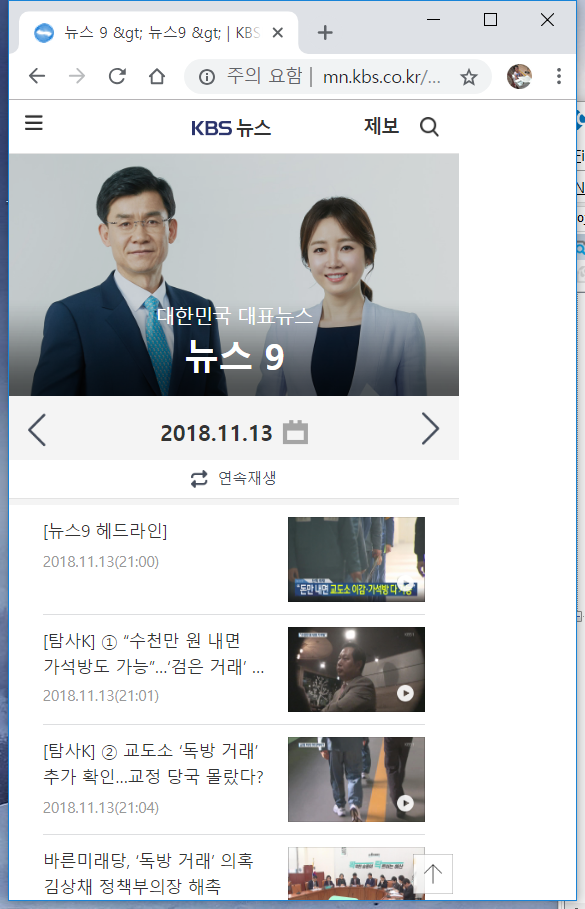 뉴스 9 &gt; 뉴스9 &gt; | KBS
주의 요함 | mn.kbs.co.kr/...
KBS 뉴스
제보
대한민국 대표뉴스
뉴스 9
2018.11.13
연속재생
[뉴스9 헤드라인]
2018.11.13(21:00)
"돈만 내면 교도소 이감·가석방 다
[탐사K] ① “수천만 원 내면
가석방도 가능”…‘검은 거래’ ...
2018.11.13(21:01)
[탐사K] ② 교도소 ‘독방 거래’
추가 확인…교정 당국 몰랐다?
2018.11.13(21:04)
바른미래당, ‘독방 거래’ 의혹
김상채 정책부의장 해촉